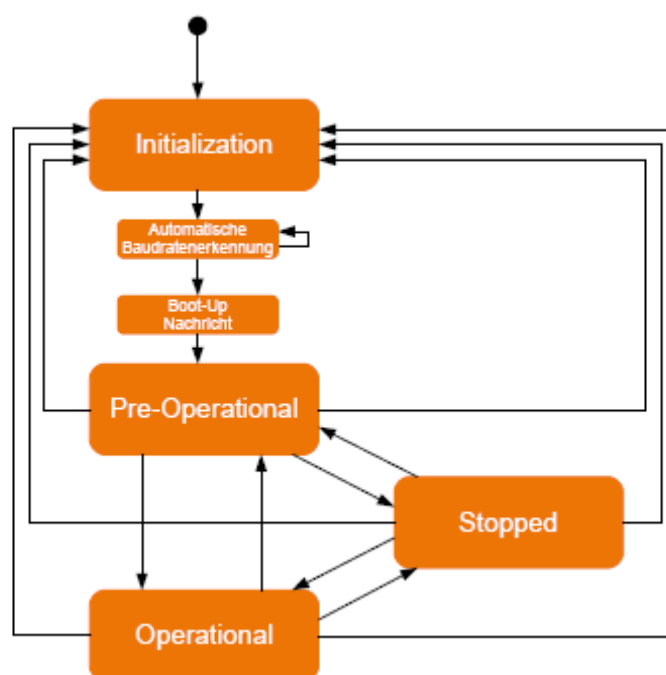 Initialization
Automatische
Baudratenerkennung
Boot-Up
Nachricht
Pre-Operational
Stopped
Operational